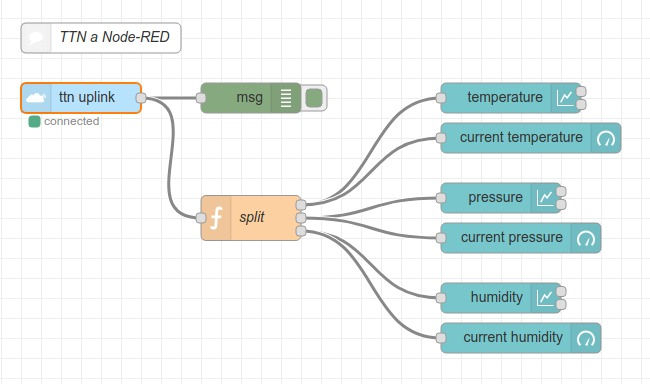 TTN a Node-RED
ttn uplink
connected
msg
split
temperature
current temperature
pressure
current pressure
humidity
current humidity